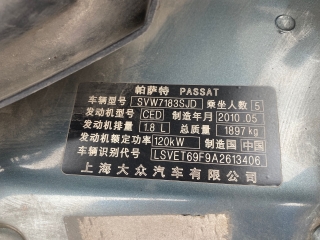 帕萨特 PASSAT
车辆型号 SVW7183SJD 乘坐人数 5
发动机型号 CED 制造年月 2010.05
发动机排量 1.8 L 总质量 1897 kg
发动机额定功率 120kW 制造国 中国
车辆识别代号 LSVET69F9A2613406
上海大众汽车有限公司